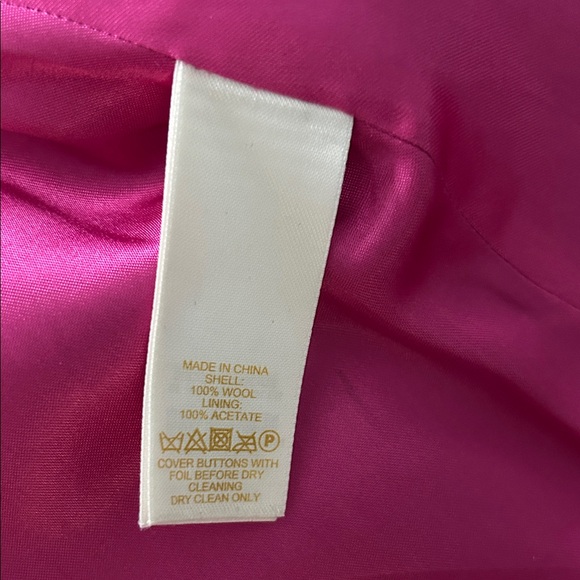 MADE IN CHINA
SHELL:
100% WOOL
LINING:
100% ACETATE
P
COVER BUTTONS WITH
FOIL BEFORE DRY
CLEANING
DRY CLEAN ONLY